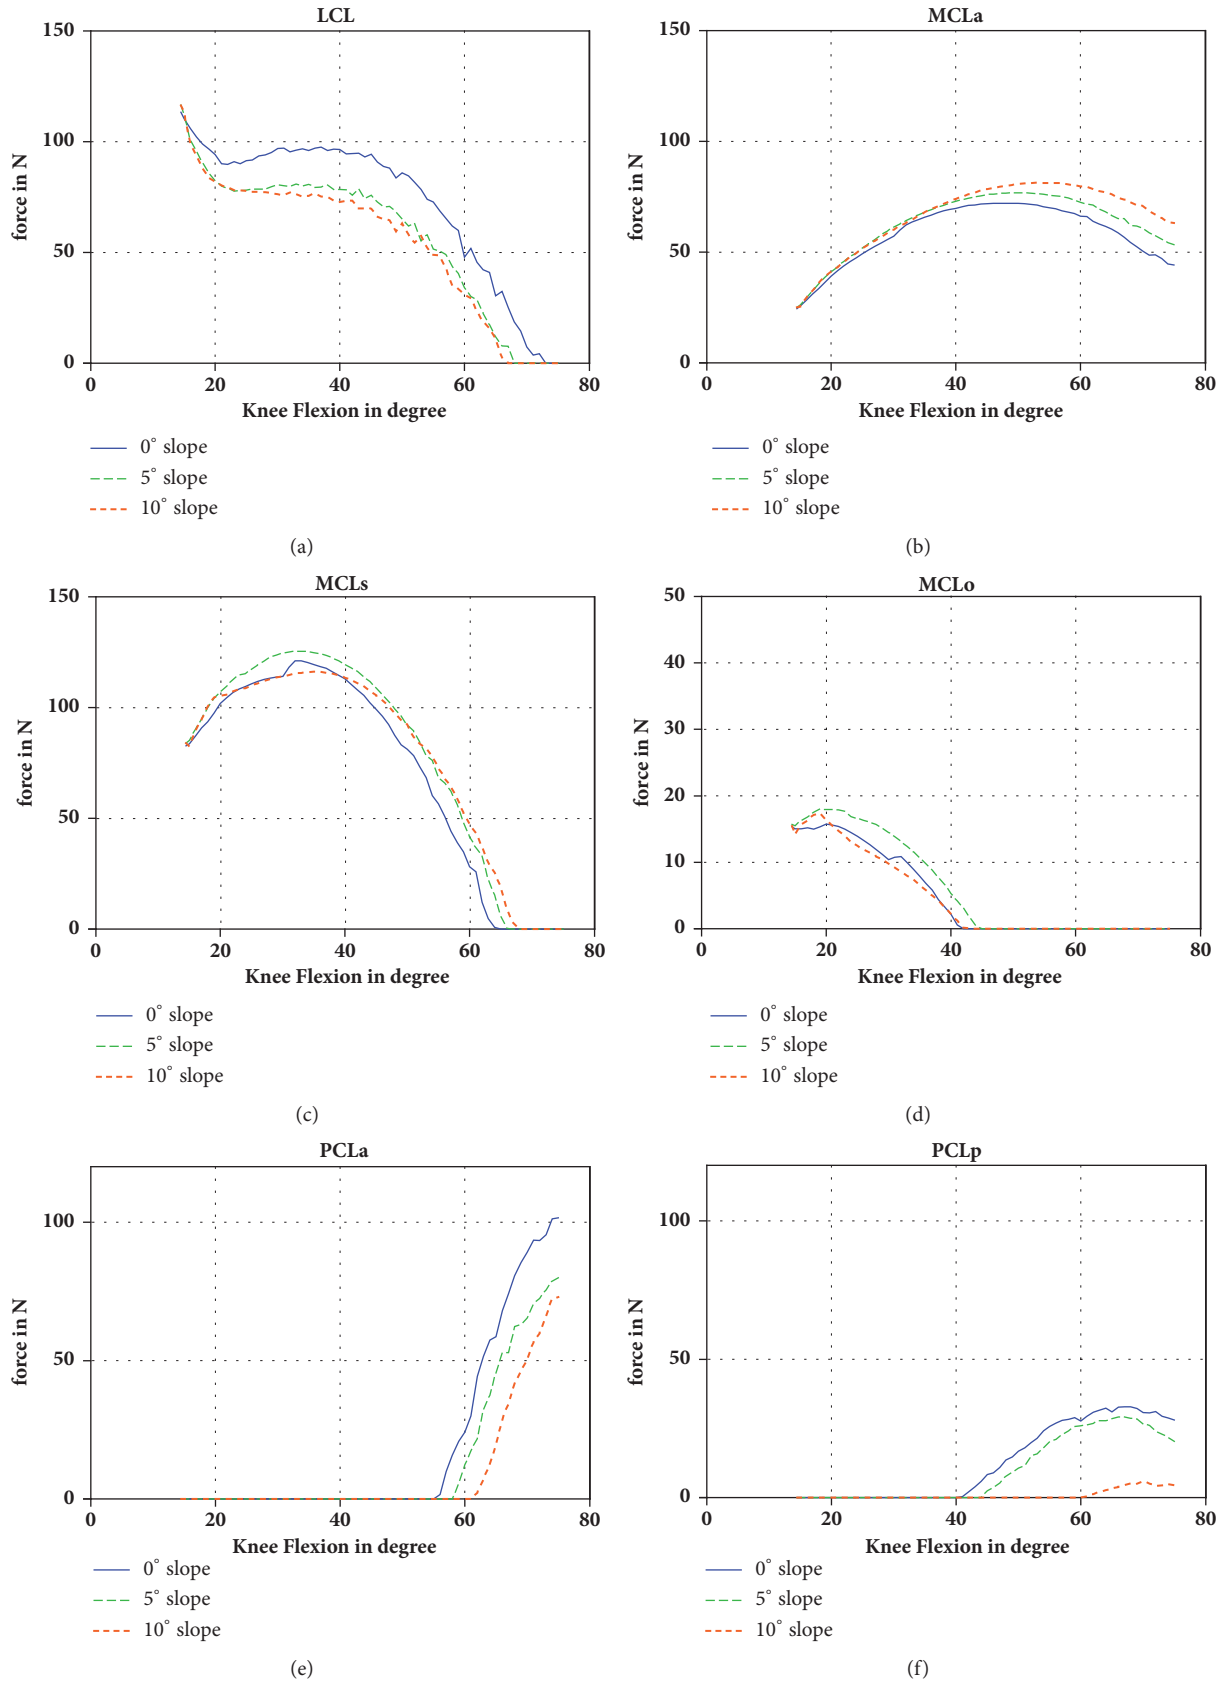 LCL
150
100
50
0
force in N
0 20 40 60 80
Knee Flexion in degree
0° slope
5° slope
10° slope
(a)
MCLa
150
100
50
0
force in N
0 20 40 60 80
Knee Flexion in degree
0° slope
5° slope
10° slope
(b)
MCLs
150
100
50
0
force in N
0 20 40 60 80
Knee Flexion in degree
0° slope
5° slope
10° slope
(c)
MCLo
50
40
30
20
10
0
force in N
0 20 40 60 80
Knee Flexion in degree
0° slope
5° slope
10° slope
(d)
PCLa
100
50
0
force in N
0 20 40 60 80
Knee Flexion in degree
0° slope
5° slope
10° slope
(e)
PCLp
100
50
0
force in N
0 20 40 60 80
Knee Flexion in degree
0° slope
5° slope
10° slope
(f)